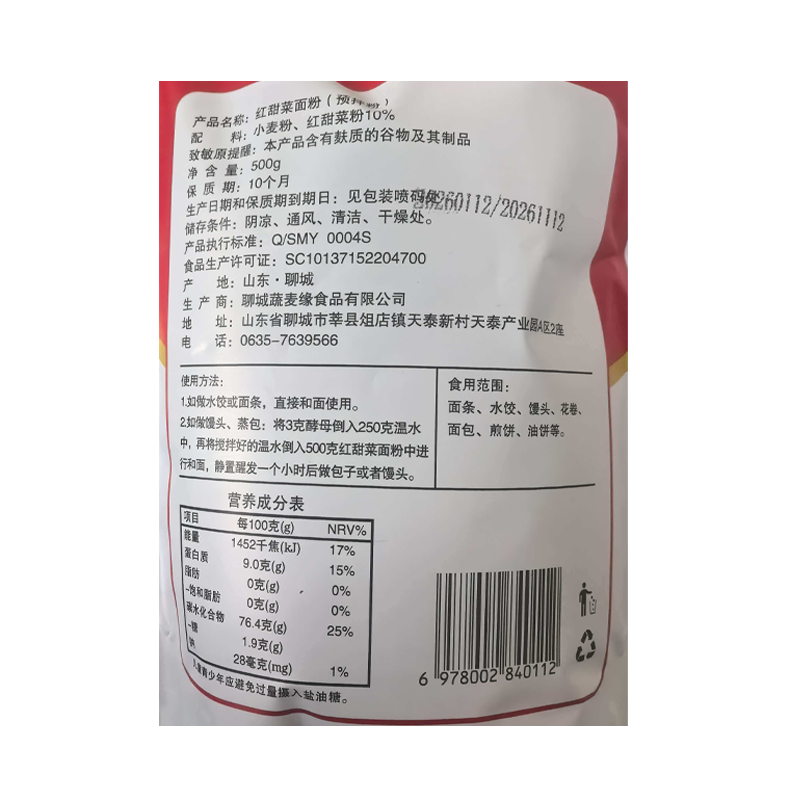 产品名称：红甜菜面粉（预拌粉）
配 料：小麦粉、红甜菜粉10%
致敏原提醒：本产品含有麸质的谷物及其制品
净 含 量：500g
保 质 期：10个月
生产日期和保质期到期日：见包装喷码处
20260112/20261112
储存条件：阴凉、通风、清洁、干燥处。
产品执行标准：Q/SMY 0004S
食品生产许可证：SC10137152204700
产 地：山东·聊城
生 产 商：聊城蔬麦缘食品有限公司
地 址：山东省聊城市莘县俎店镇天泰新村天泰产业园A区2座
电 话：0635-7639566
使用方法：
1.如做水饺或面条，直接和面使用。
2.如做馒头、蒸包：将3克酵母倒入250克温水
中，再将搅拌好的温水倒入500克红甜菜面粉中进
行和面，静置醒发一个小时后做包子或者馒头。
食用范围：
面条、水饺、馒头、花卷、
面包、煎饼、油饼等。
营养成分表
项目 每100克(g) NRV%
能量 1452千焦(kJ) 17%
蛋白质 9.0克(g) 15%
脂肪 0克(g) 0%
-饱和脂肪 0克(g) 0%
碳水化合物 76.4克(g) 25%
-糖 1.9克(g)
钠 28毫克(mg) 1%
儿童青少年应避免过量摄入盐油糖。
6 978002 840112